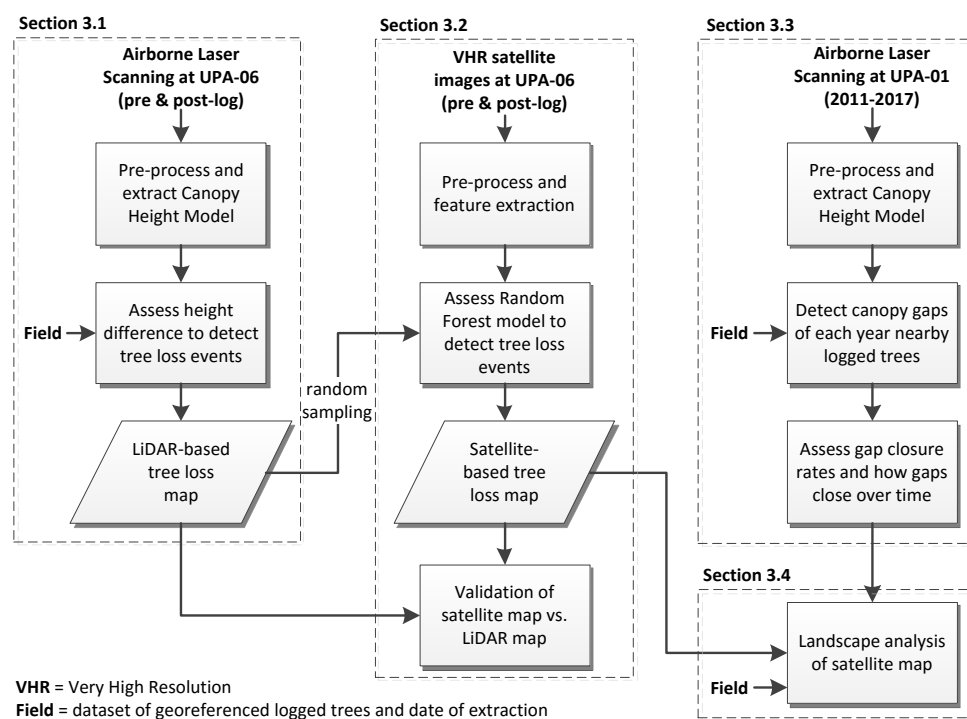 Section 3.1
Airborne Laser
Scanning at UPA-06
(pre & post-log)
Pre-process and
extract Canopy
Height Model
Field
Assess height
difference to detect
tree loss events
LiDAR-based
tree loss
map
random
sampling
Section 3.2
VHR satellite
images at UPA-06
(pre & post-log)
Pre-process and
feature extraction
Assess Random
Forest model to
detect tree loss
events
Satellite-
based tree
loss map
Validation of
satellite map vs.
LiDAR map
Section 3.3
Airborne Laser
Scanning at UPA-01
(2011-2017)
Pre-process and
extract Canopy
Height Model
Field
Detect canopy gaps
of each year nearby
logged trees
Assess gap closure
rates and how gaps
close over time
Section 3.4
Landscape analysis
of satellite map
Field
VHR = Very High Resolution
Field = dataset of georeferenced logged trees and date of extraction